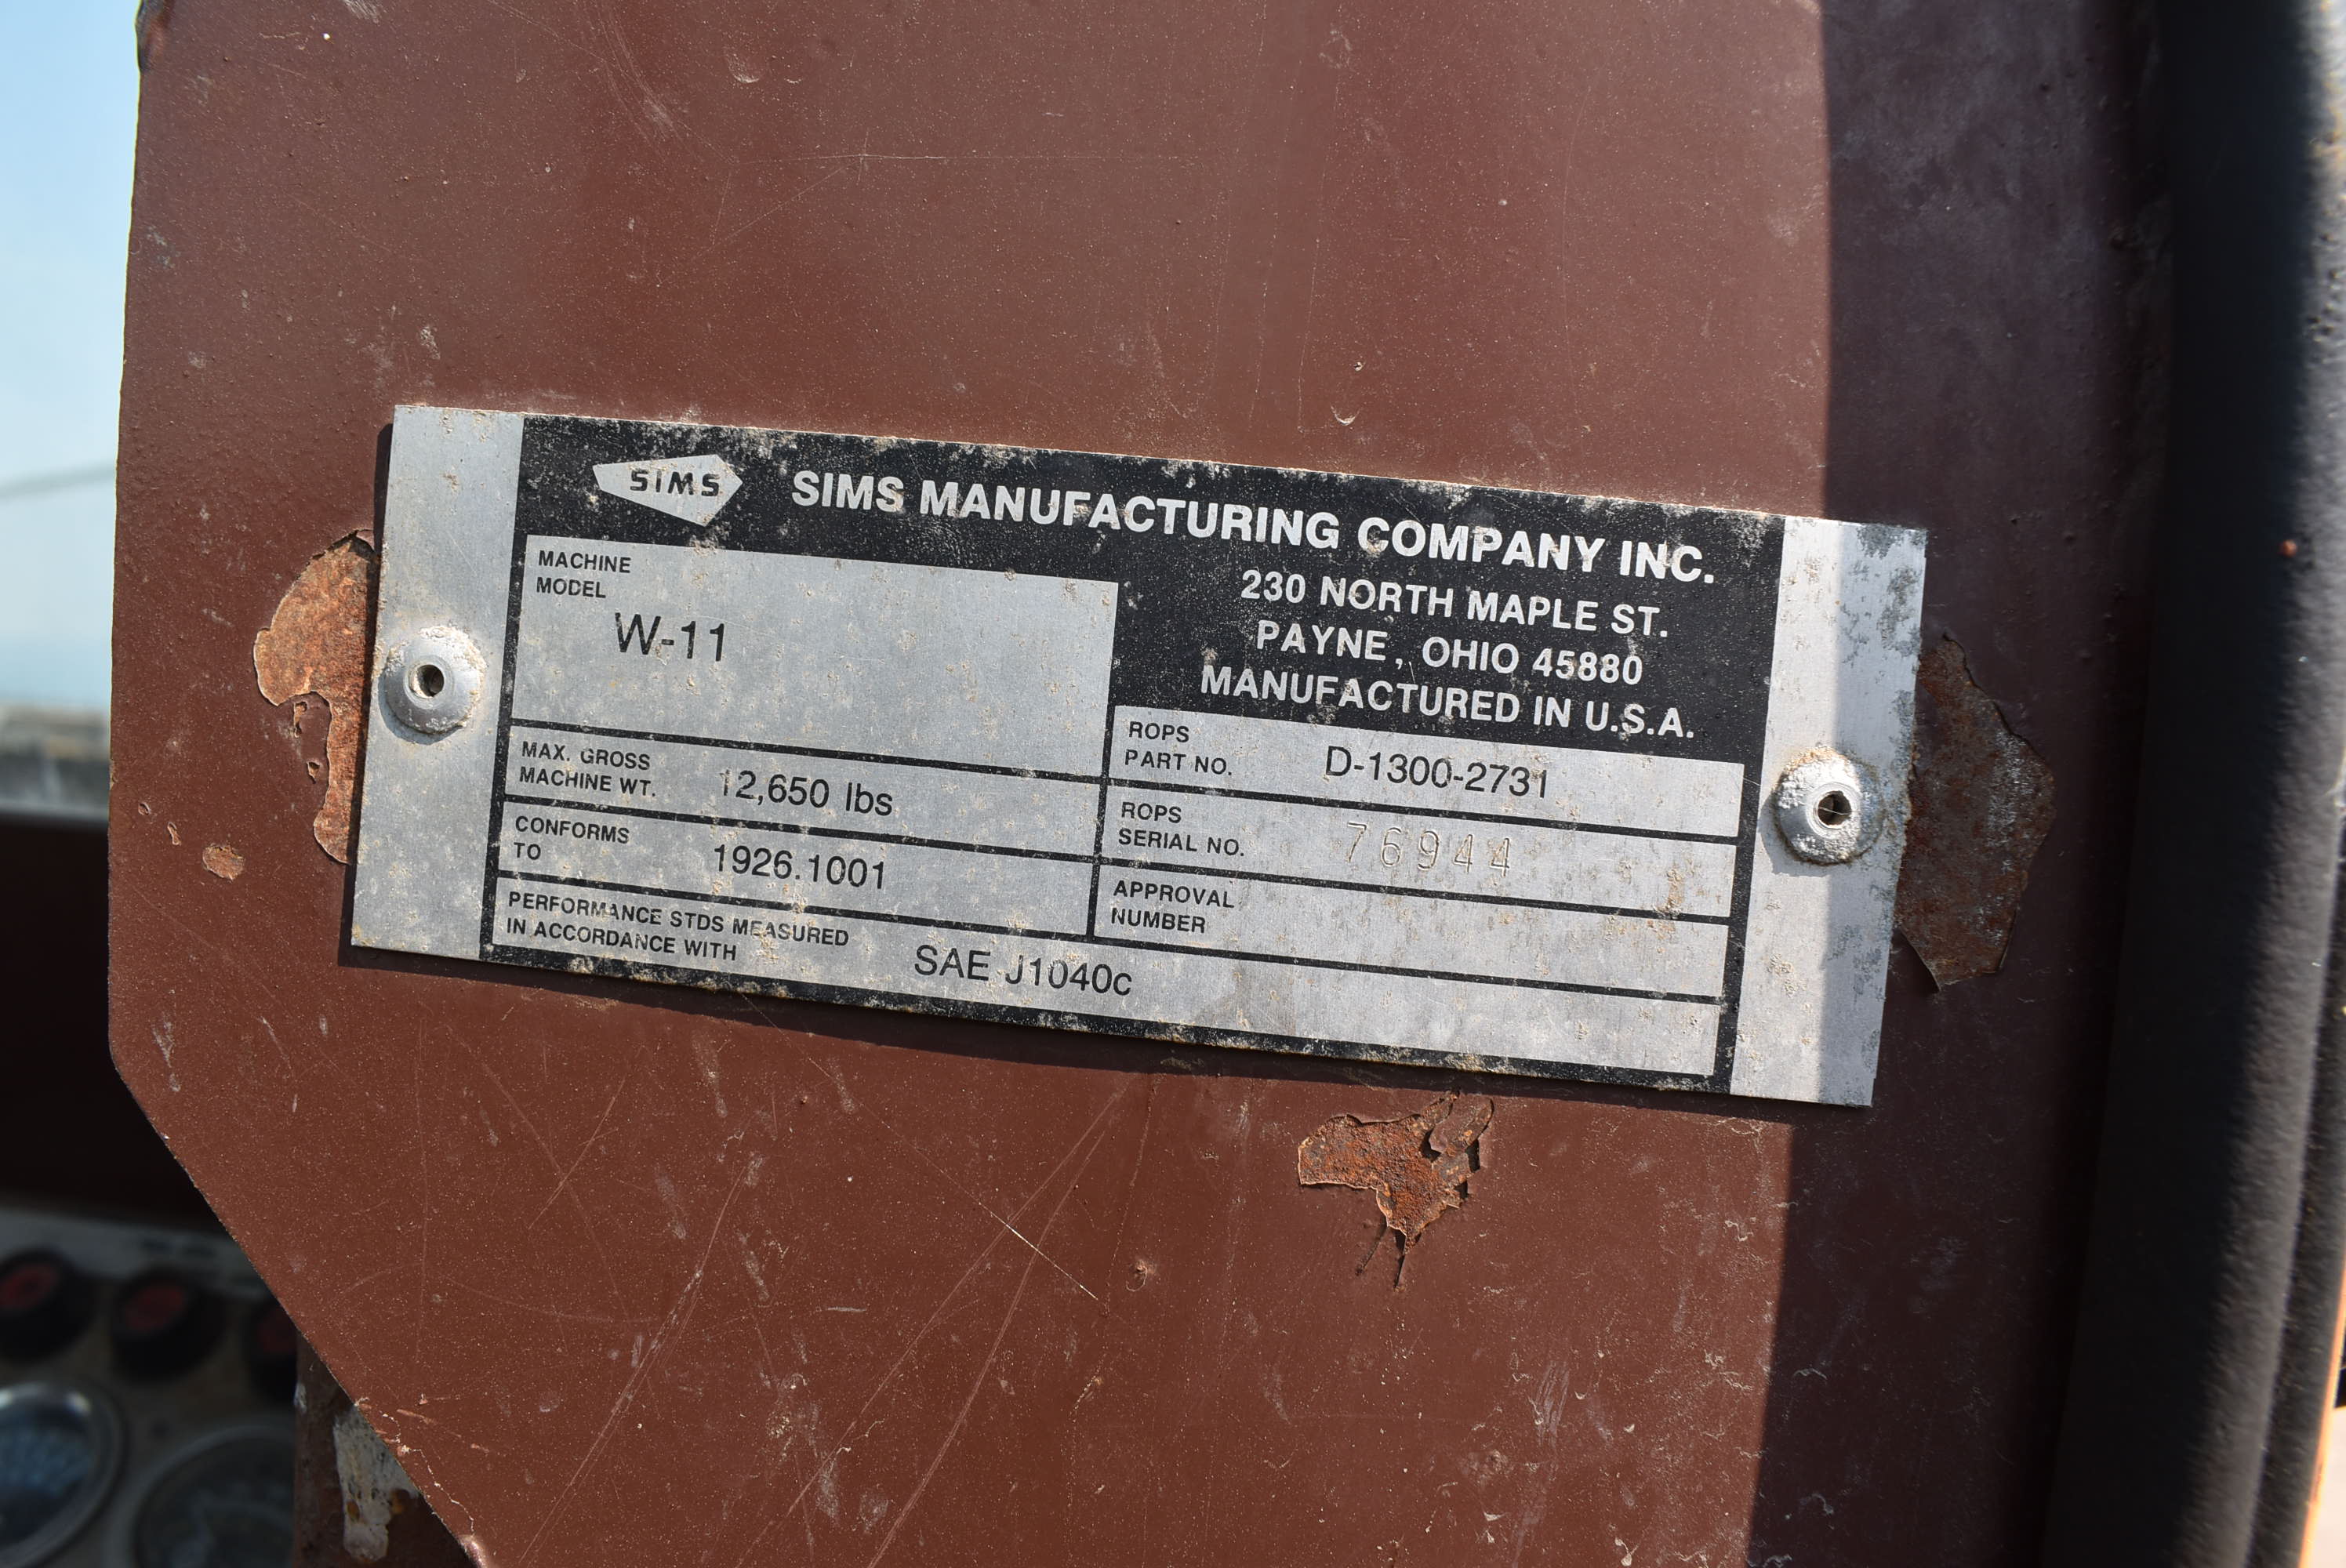 SIMS
SIMS MANUFACTURING COMPANY INC.
230 NORTH MAPLE ST.
PAYNE, OHIO 45880
MANUFACTURED IN U.S.A.
MACHINE
MODEL
W-11
MAX. GROSS
MACHINE WT.
12,650 lbs
CONFORMS
TO
1926.1001
ROPS
PART NO.
D-1300-2731
ROPS
SERIAL NO.
76944
APPROVAL
NUMBER
PERFORMANCE STDS MEASURED
IN ACCORDANCE WITH
SAE J1040c